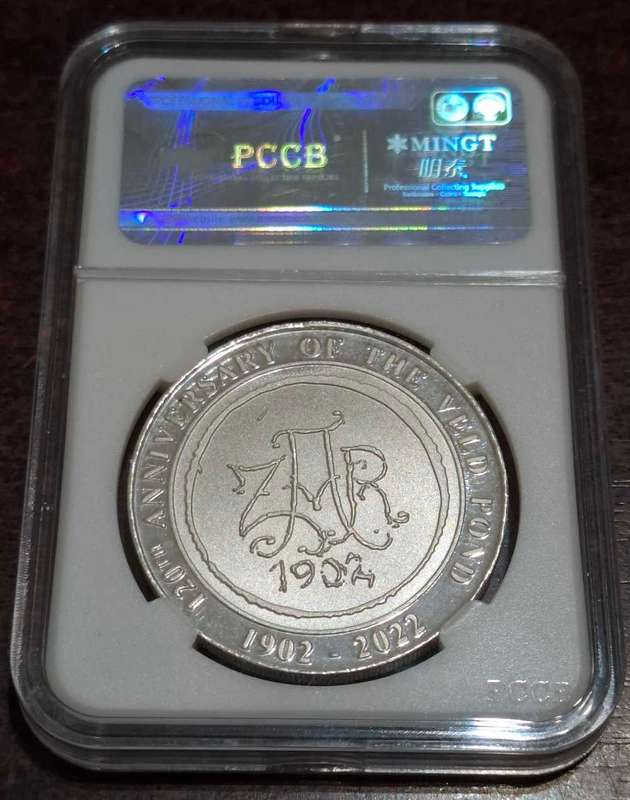 PCCB
MINGT
明泰
Professional Collecting Supplies
120TH ANNIVERSARY OF THE VELD POND
ZAR
1902
1902 - 2022
PCCB